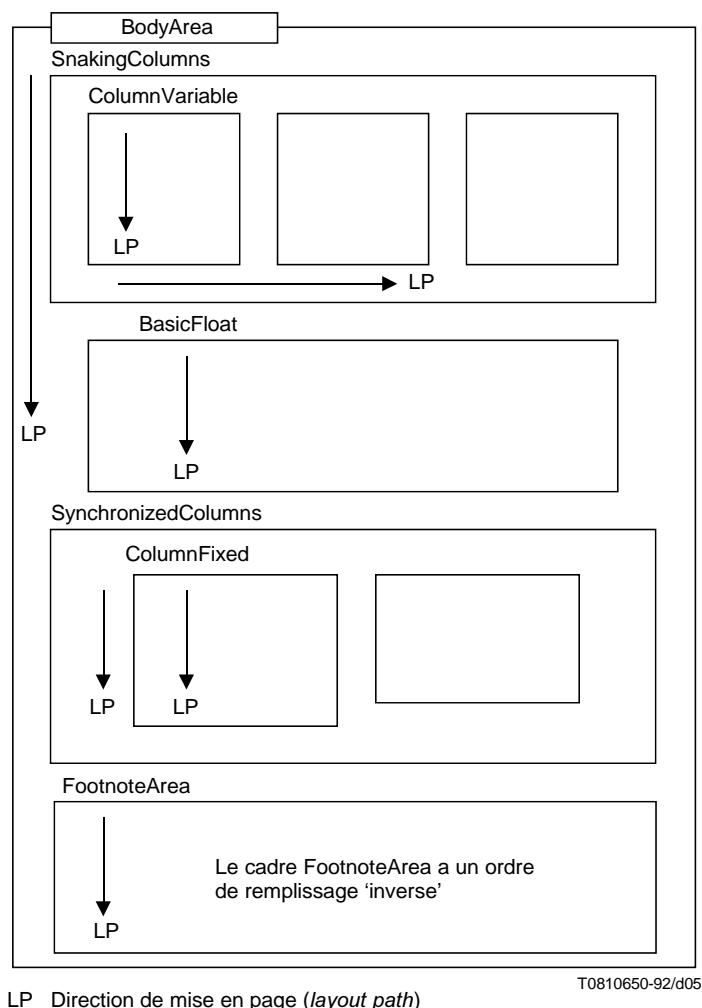 BodyArea
SnakingColumns
ColumnVariable
LP
LP
BasicFloat
LP
LP
SynchronizedColumns
ColumnFixed
LP
LP
FootnoteArea
Le cadre FootnoteArea a un ordre
de remplissage ‘inverse’
LP
T0810650-92/d05
LP Direction de mise en page (layout path)